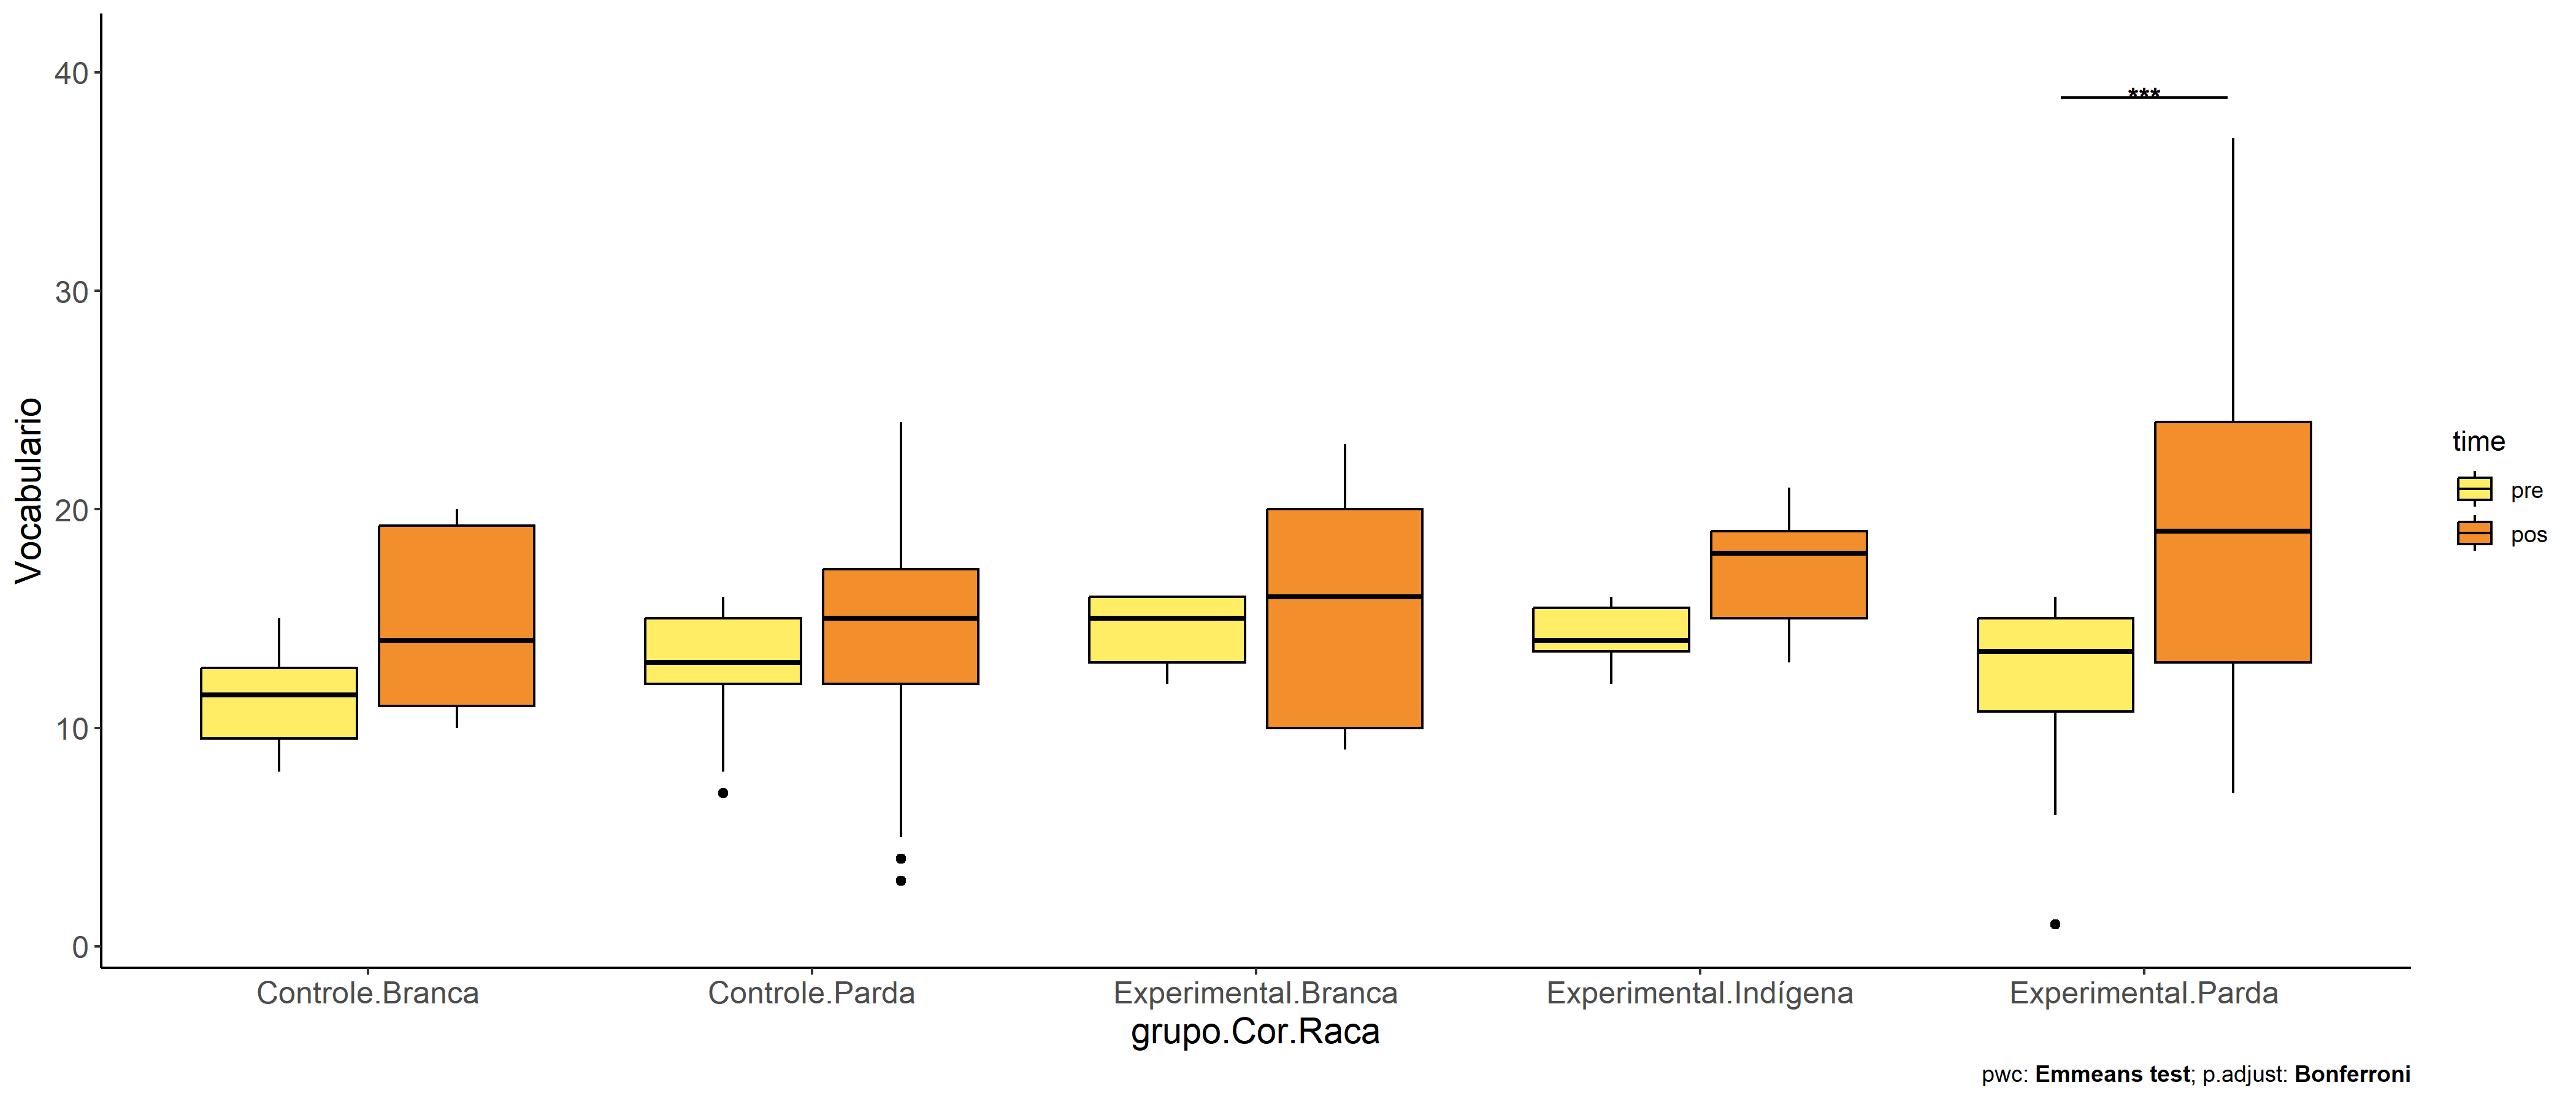 40
30
20
10
0
Vocabulario
***
Controle.Branca
Controle.Parda
Experimental.Branca
Experimental.Indígena
Experimental.Parda
grupo.Cor.Raca
time
pre
pos
pwc: Emmeans test; p.adjust: Bonferroni